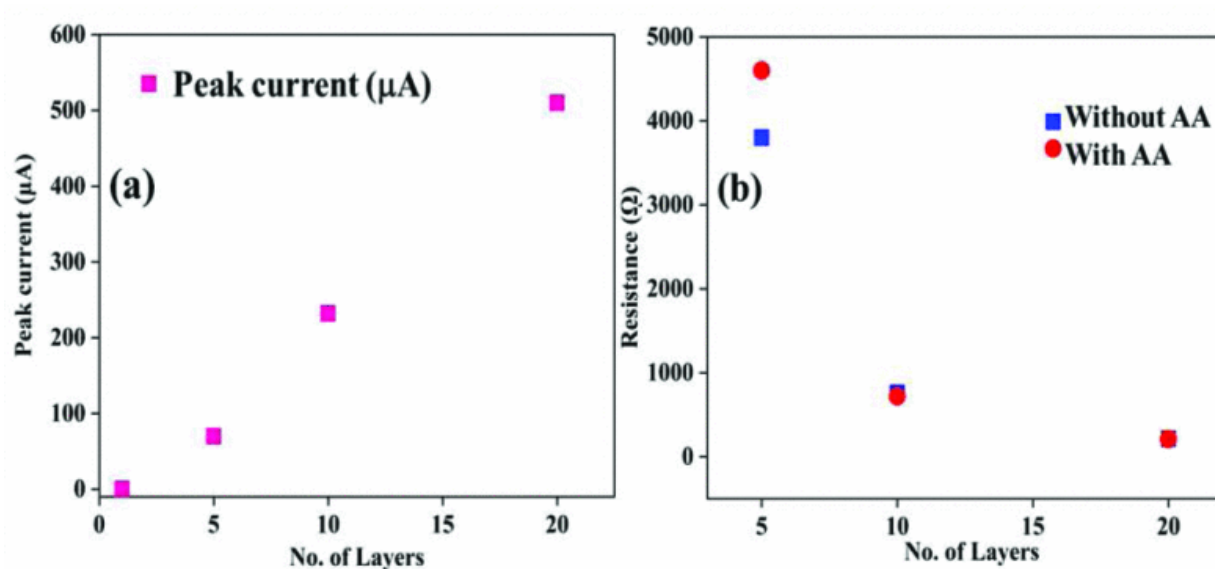 600
500
400
300
200
100
0
Peak current (µA)
Peak current (µA)
(a)
0 5 10 15 20
No. of Layers
5000
4000
3000
2000
1000
0
Resistance (Ω)
Without AA
With AA
(b)
5 10 15 20
No. of Layers